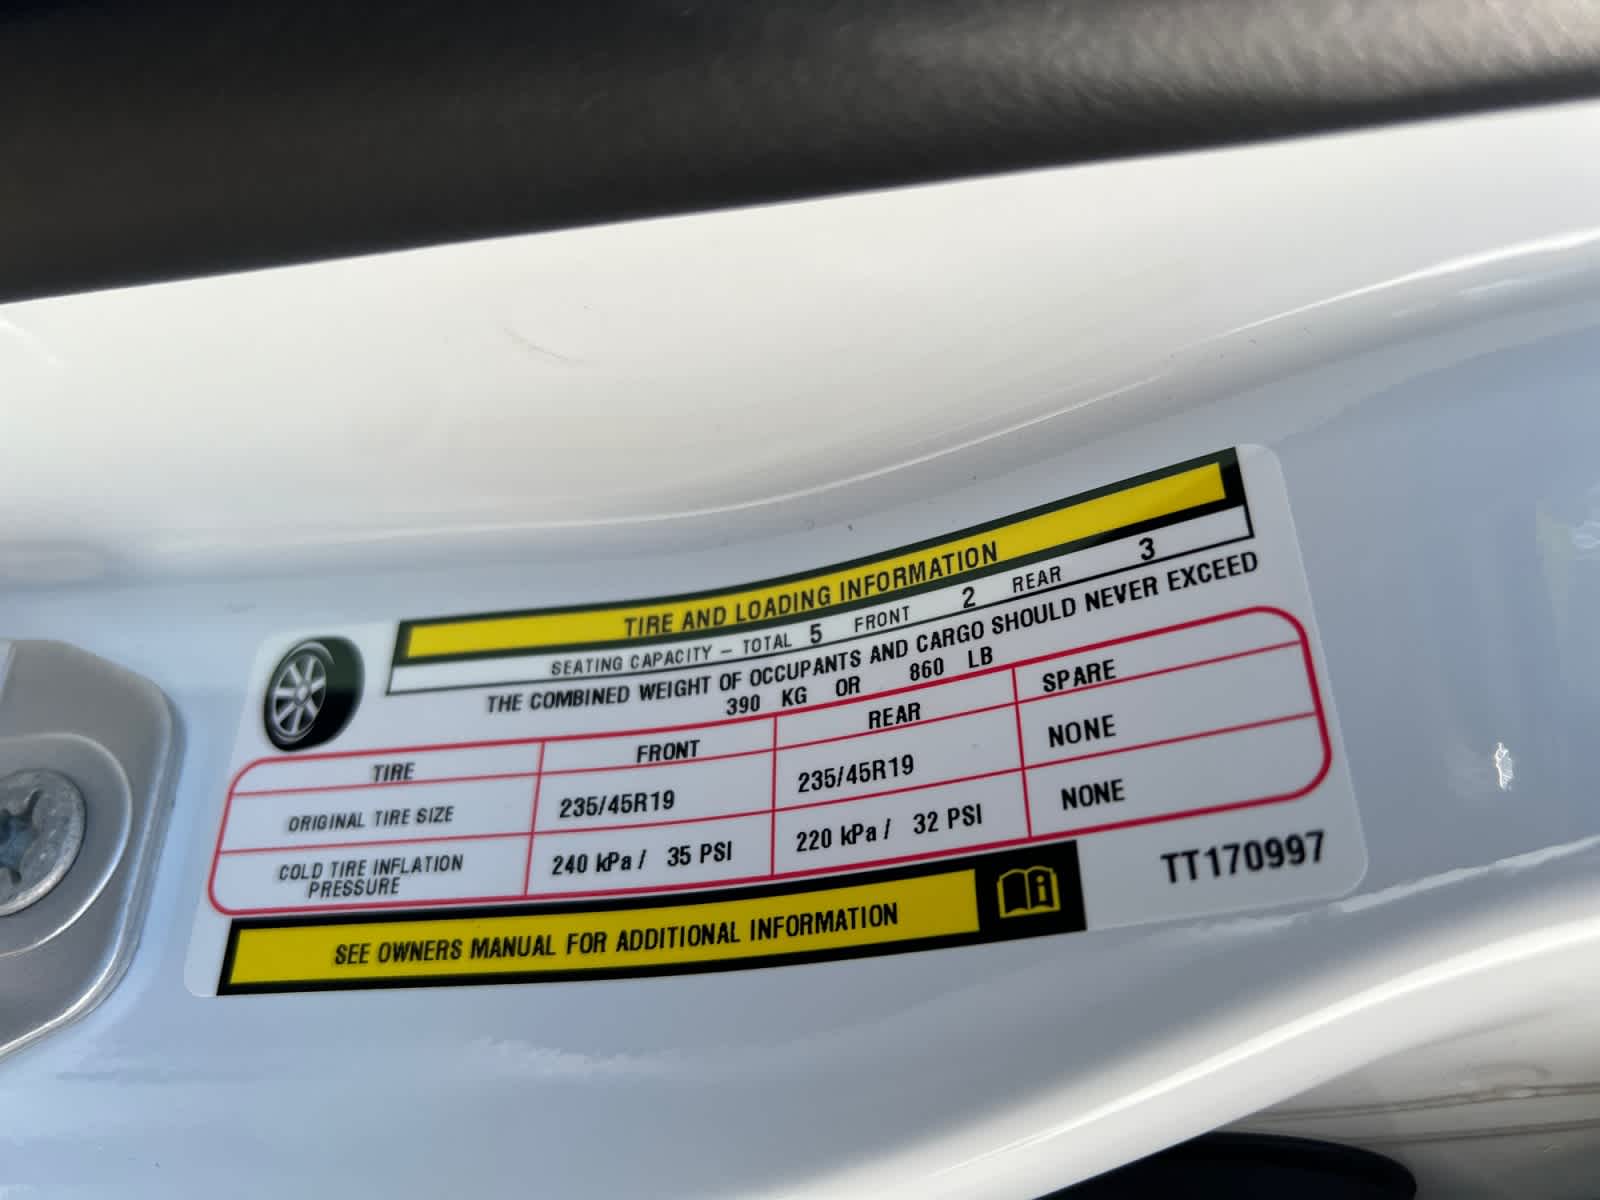 TIRE AND LOADING INFORMATION
SEATING CAPACITY – TOTAL 5 FRONT 2 REAR 3
THE COMBINED WEIGHT OF OCCUPANTS AND CARGO SHOULD NEVER EXCEED
390 KG OR 860 LB
TIRE FRONT REAR SPARE
ORIGINAL TIRE SIZE 235/45R19 235/45R19 NONE
COLD TIRE INFLATION
PRESSURE 240 kPa / 35 PSI 220 kPa / 32 PSI NONE
SEE OWNERS MANUAL FOR ADDITIONAL INFORMATION
TT170997